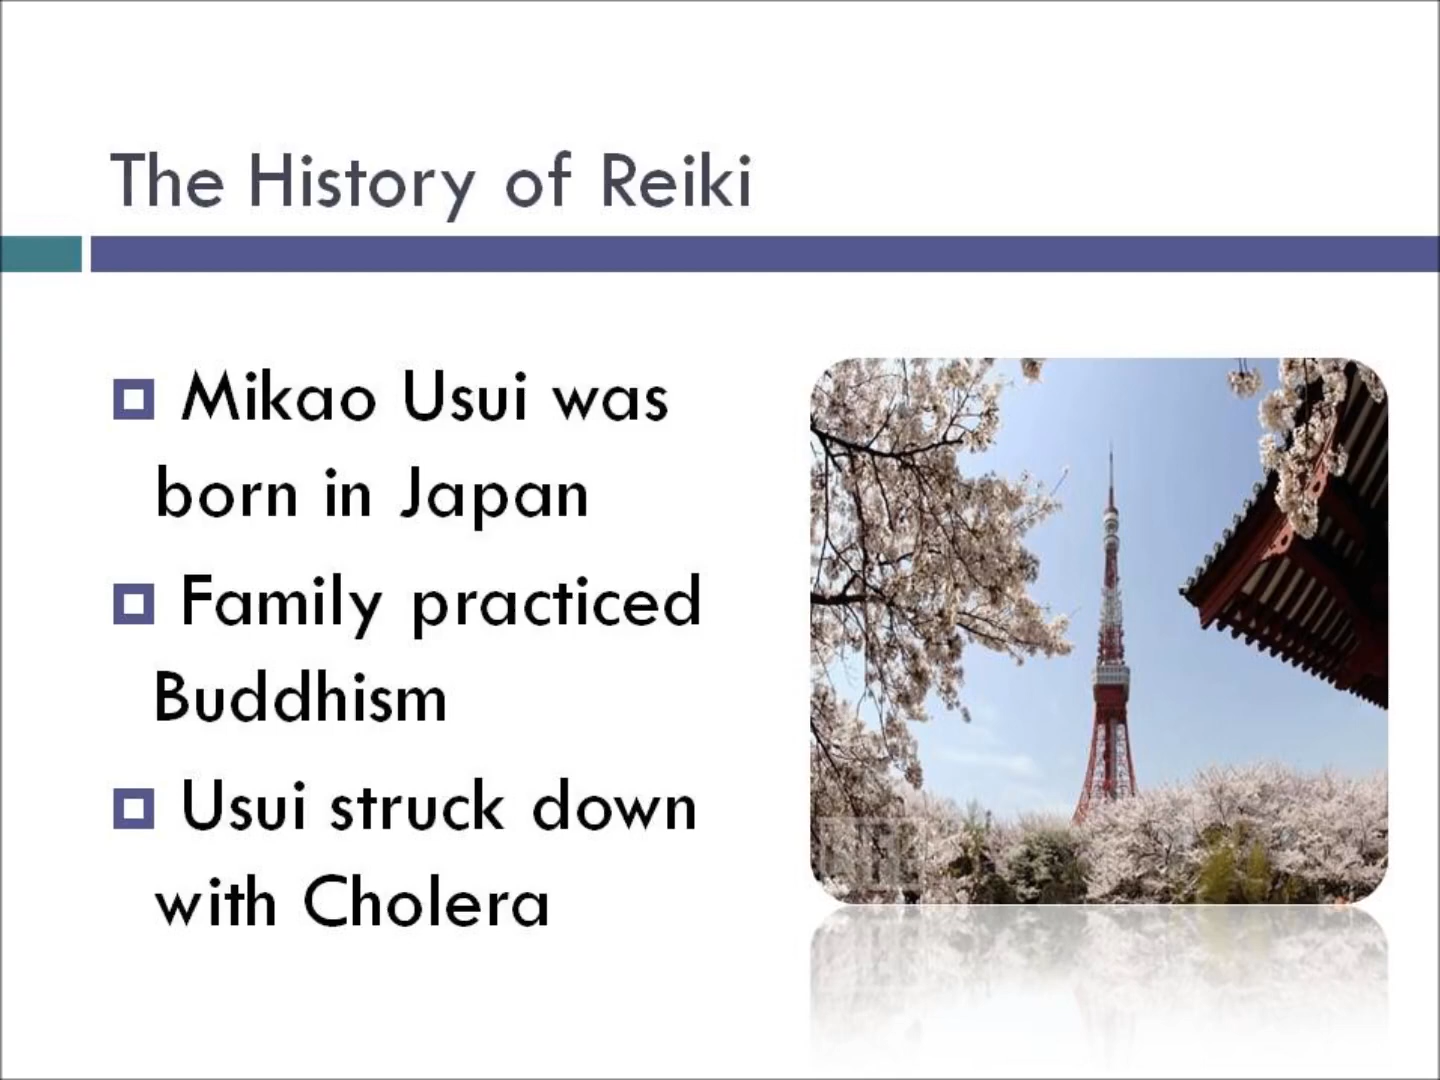 The History of Reiki
Mikao Usui was
born in Japan
Family practiced
Buddhism
Usui struck down
with Cholera